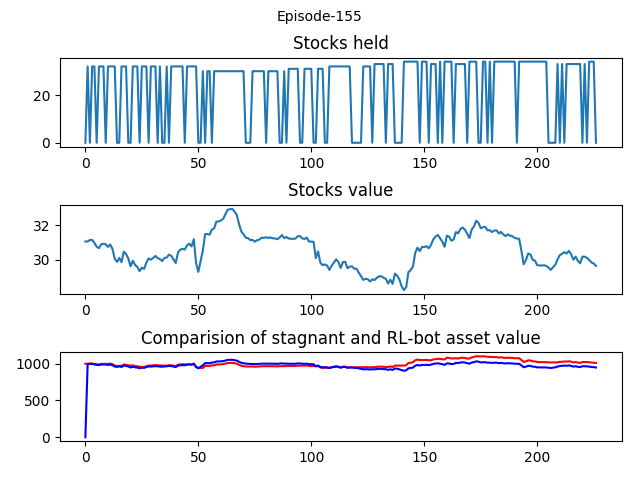 Episode-155
Stocks held
20
0
0 50 100 150 200
Stocks value
32
30
0 50 100 150 200
Comparision of stagnant and RL-bot asset value
1000
500
0
0 50 100 150 200